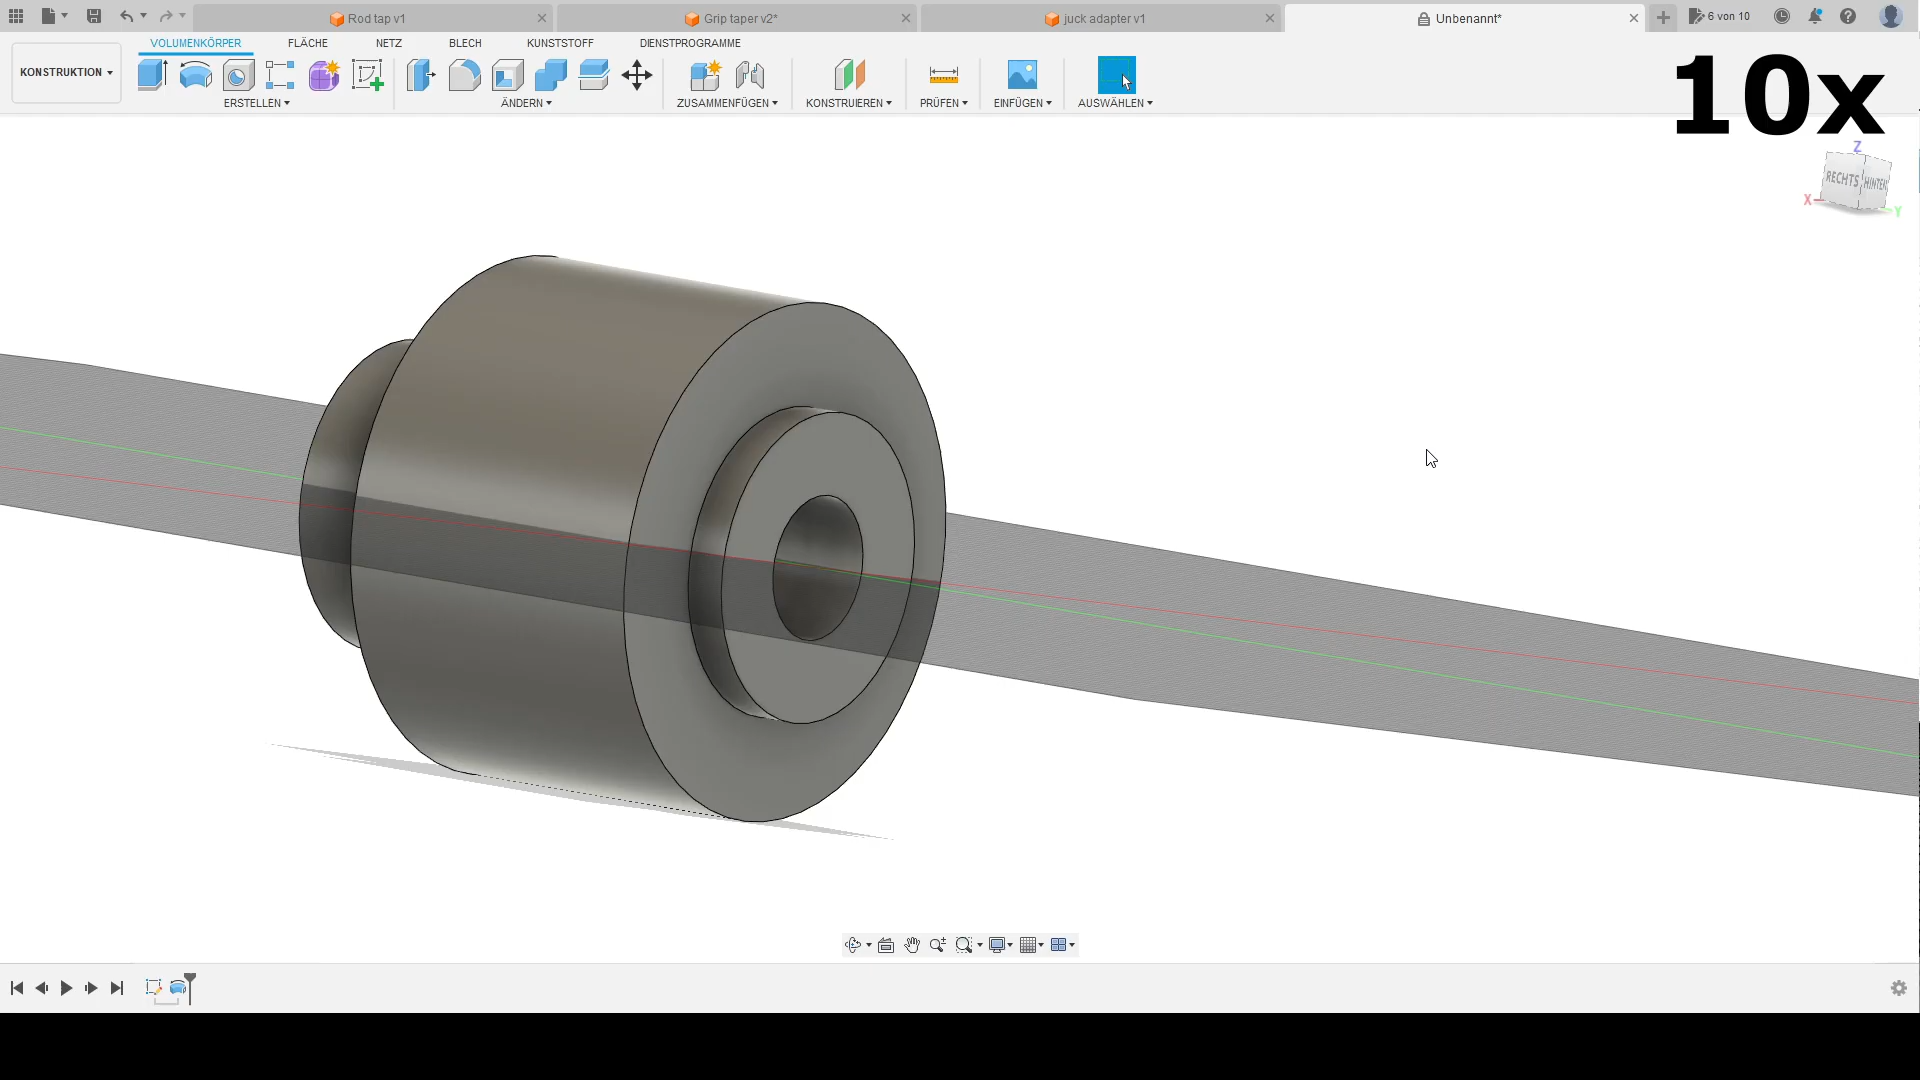 Rod tap v1
Grip taper v2*
juck adapter v1
Unbenannt*
6 von 10
VOLUMENKÖRPER
FLÄCHE
NETZ
BLECH
KUNSTSTOFF
DIENSTPROGRAMME
KONSTRUKTION
ERSTELLEN
ÄNDERN
ZUSAMMENFÜGEN
KONSTRUIEREN
PRÜFEN
EINFÜGEN
AUSWÄHLEN
10x
Z
RECHTS
HINTEN
X
Y